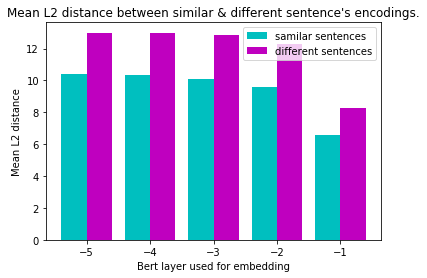 Mean L2 distance between similar & different sentence's encodings.
samilar sentences
different sentences
Mean L2 distance
12
10
8
6
4
2
0
−5
−4
−3
−2
−1
Bert layer used for embedding